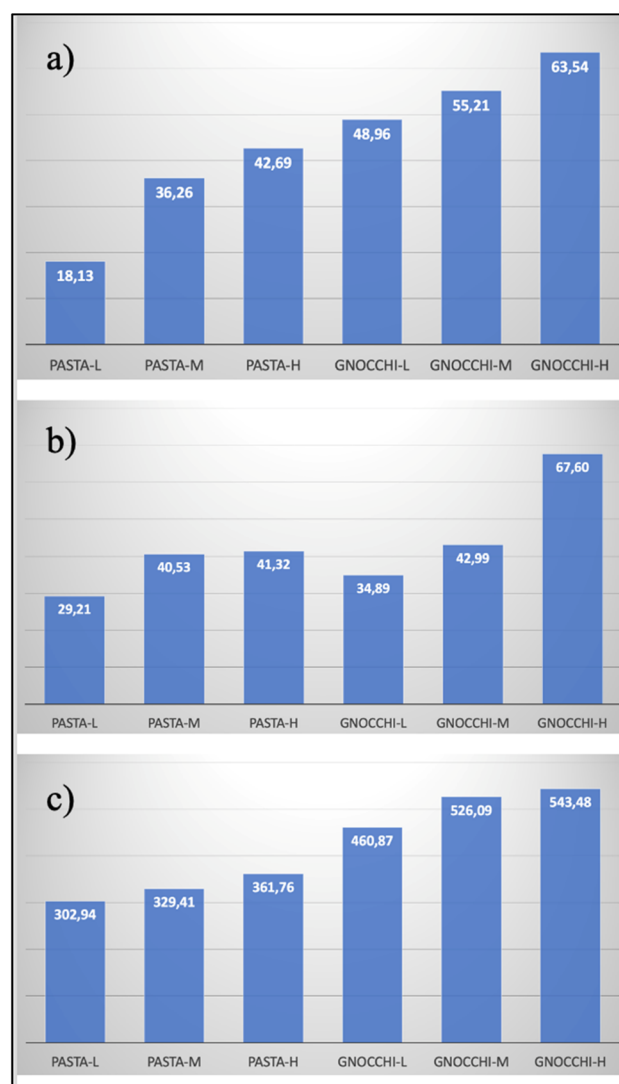 a)
18,13 36,26 42,69 48,96 55,21 63,54
PASTA-L PASTA-M PASTA-H GNOCCHI-L GNOCCHI-M GNOCCHI-H
b)
29,21 40,53 41,32 34,89 42,99 67,60
PASTA-L PASTA-M PASTA-H GNOCCHI-L GNOCCHI-M GNOCCHI-H
c)
302,94 329,41 361,76 460,87 526,09 543,48
PASTA-L PASTA-M PASTA-H GNOCCHI-L GNOCCHI-M GNOCCHI-H